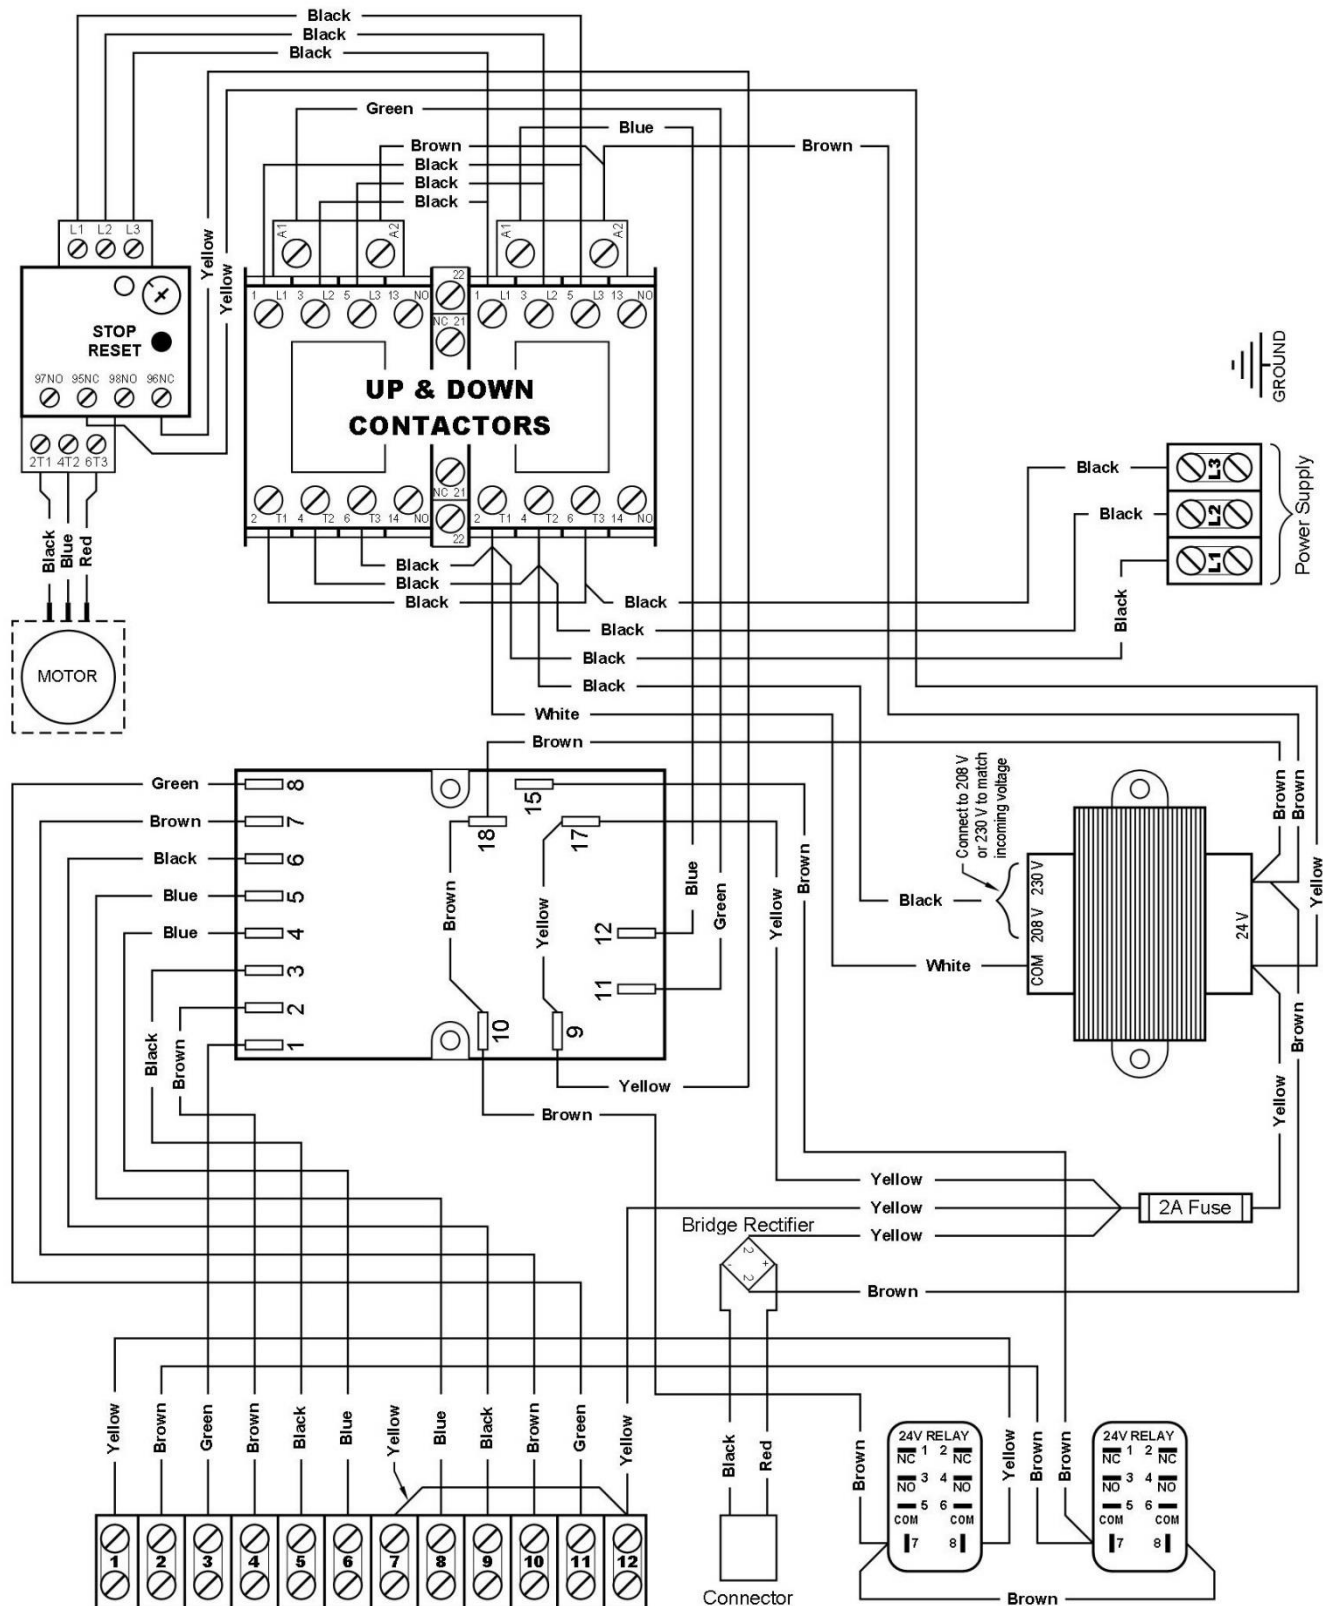 Black
Black
Black
Green
Blue
Brown
Brown
Black
Black
Black
Yellow
Yellow
L1 L2 L3
STOP
RESET
97NO 95NC 98NO 96NC
2T1 4T2 6T3
Black
Blue
Red
MOTOR
A1 A2
A1 A2
1 L1 3 L2 5 L3 13 NO
22
NC 21
1 L1 3 L2 5 L3 13 NO
UP & DOWN
CONTACTORS
2 T1 4 T2 6 T3 14 NO
NC 21
22
2 T1 4 T2 6 T3 14 NO
GROUND
L3
L2
L1
Power Supply
Black
Black
Black
Black
Black
Black
Black
Black
Black
Black
White
Brown
Green
Brown
Black
Blue
Blue
8
7
6
5
4
3
2
1
15
18
17
12
11
10
9
Brown
Yellow
Blue
Green
Yellow
Brown
Black
Brown
Connect to 208 V
or 230 V to match
incoming voltage
Black
White
COM 208 V 230 V
24 V
Brown
Brown
Yellow
Brown
Yellow
Yellow
Brown
Yellow
Yellow
Yellow
2A Fuse
Bridge Rectifier
2
- +
2
Brown
Yellow
Brown
Green
Brown
Black
Blue
Yellow
Blue
Black
Brown
Green
Yellow
Black
Red
Brown
Yellow
Brown
Brown
1 2 3 4 5 6 7 8 9 10 11 12
Connector
24V RELAY
1 2
NC NC
3 4
NO NO
5 6
COM COM
7 8
24V RELAY
1 2
NC NC
3 4
NO NO
5 6
COM COM
7 8
Brown